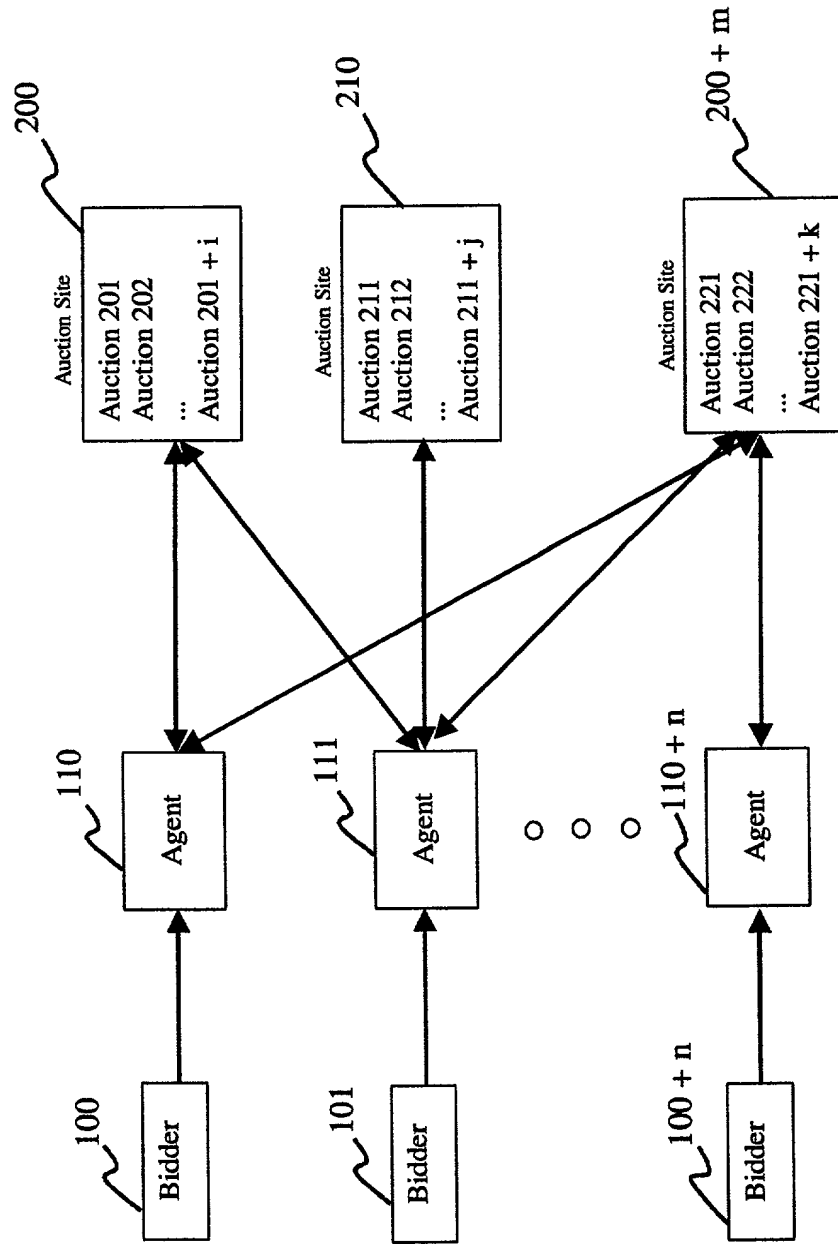 100
Bidder
110
Agent
Auction Site
200
Auction 201
Auction 202
... Auction 201 + i
101
Bidder
111
Agent
Auction Site
210
Auction 211
Auction 212
... Auction 211 + j
100 + n
Bidder
110 + n
Agent
Auction Site
200 + m
Auction 221
Auction 222
... Auction 221 + k